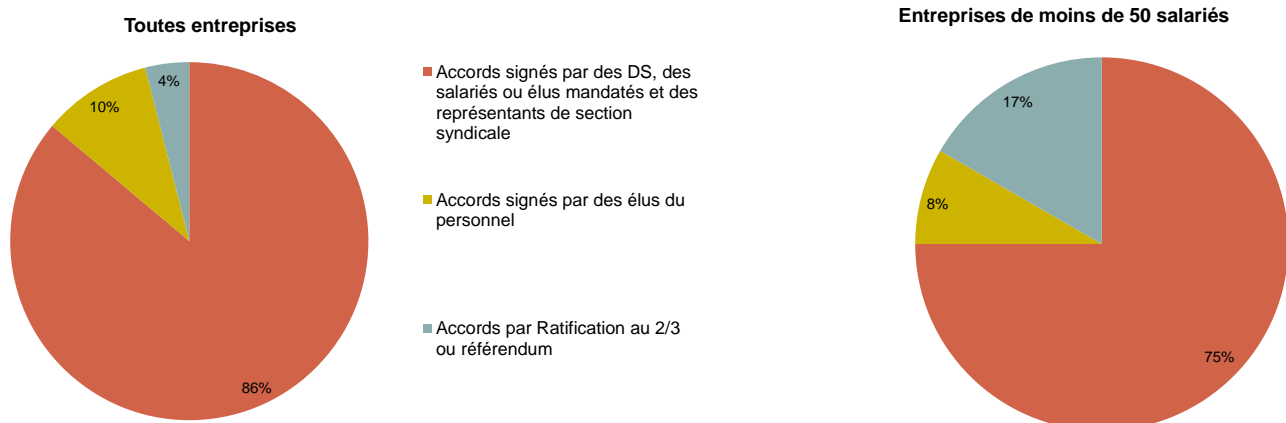 Toutes entreprises
4%
10%
86%
Accords signés par des DS, des
salariés ou élus mandatés et des
représentants de section
syndicale
Accords signés par des élus du
personnel
Accords par Ratification au 2/3
ou référendum
Entreprises de moins de 50 salariés
17%
8%
75%